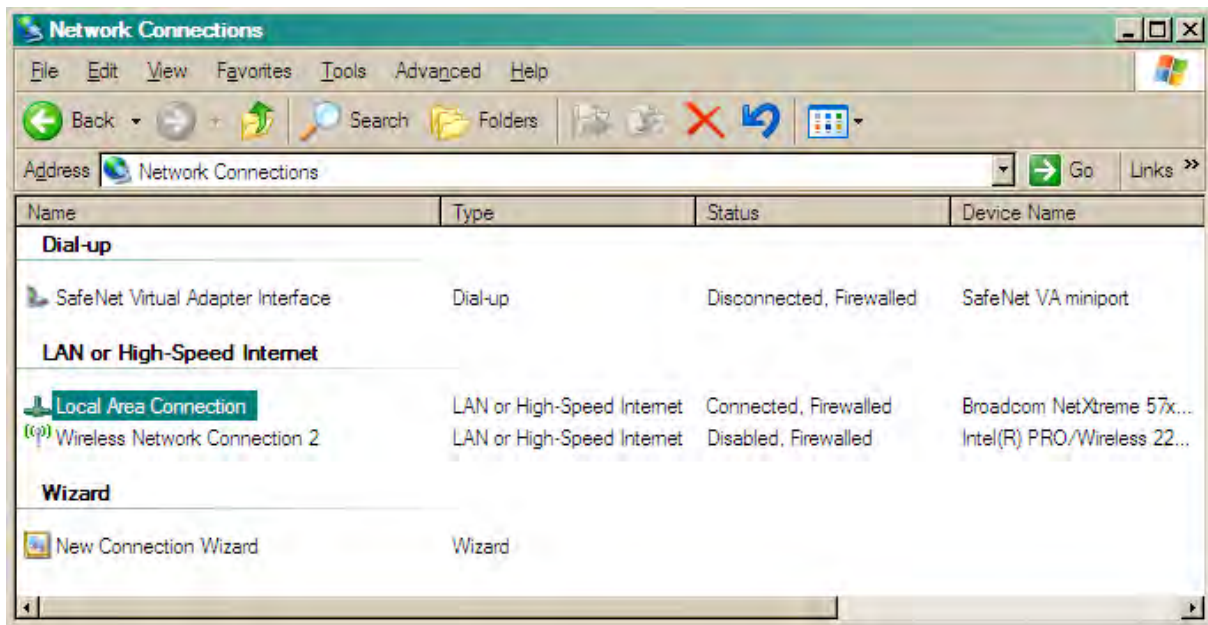 Network Connections
File Edit View Favorites Tools Advanced Help
Back Search Folders
Address Network Connections Go Links »
Name Type Status Device Name
Dial-up
SafeNet Virtual Adapter Interface Dial-up Disconnected, Firewalled SafeNet VA miniport
LAN or High-Speed Internet
Local Area Connection LAN or High-Speed Internet Connected, Firewalled Broadcom NetXtreme 57x...
Wireless Network Connection 2 LAN or High-Speed Internet Disabled, Firewalled Intel(R) PRO/Wireless 22...
Wizard
New Connection Wizard Wizard